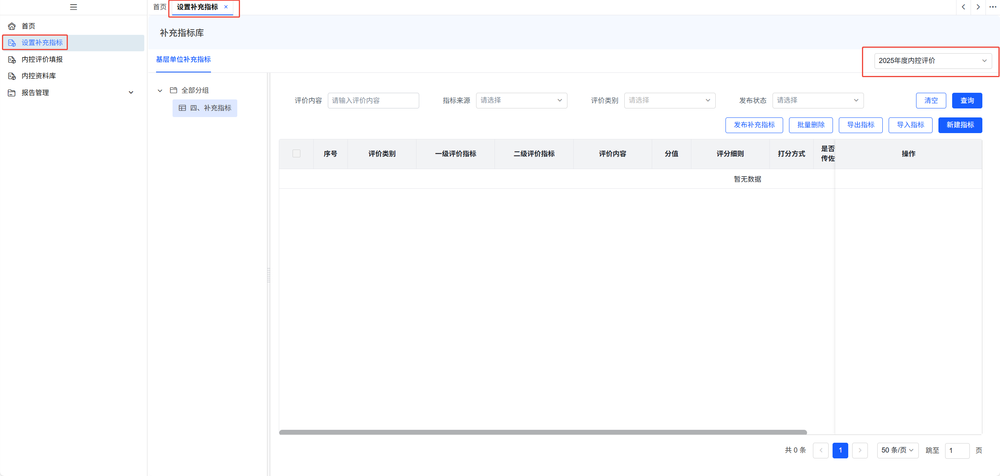 首页
设置补充指标
首页
设置补充指标
内控评价填报
内控资料库
报告管理
补充指标库
基层单位补充指标
2025年度内控评价
全部分组
四、补充指标
评价内容 请输入评价内容 指标来源 请选择 评价类别 请选择 发布状态 请选择 清空 查询
发布补充指标 批量删除 导出指标 导入指标 新建指标
序号 评价类别 一级评价指标 二级评价指标 评价内容 分值 评分细则 打分方式 是否 操作
传佐
暂无数据
共 0 条 1 50 条/页 跳至 1 页